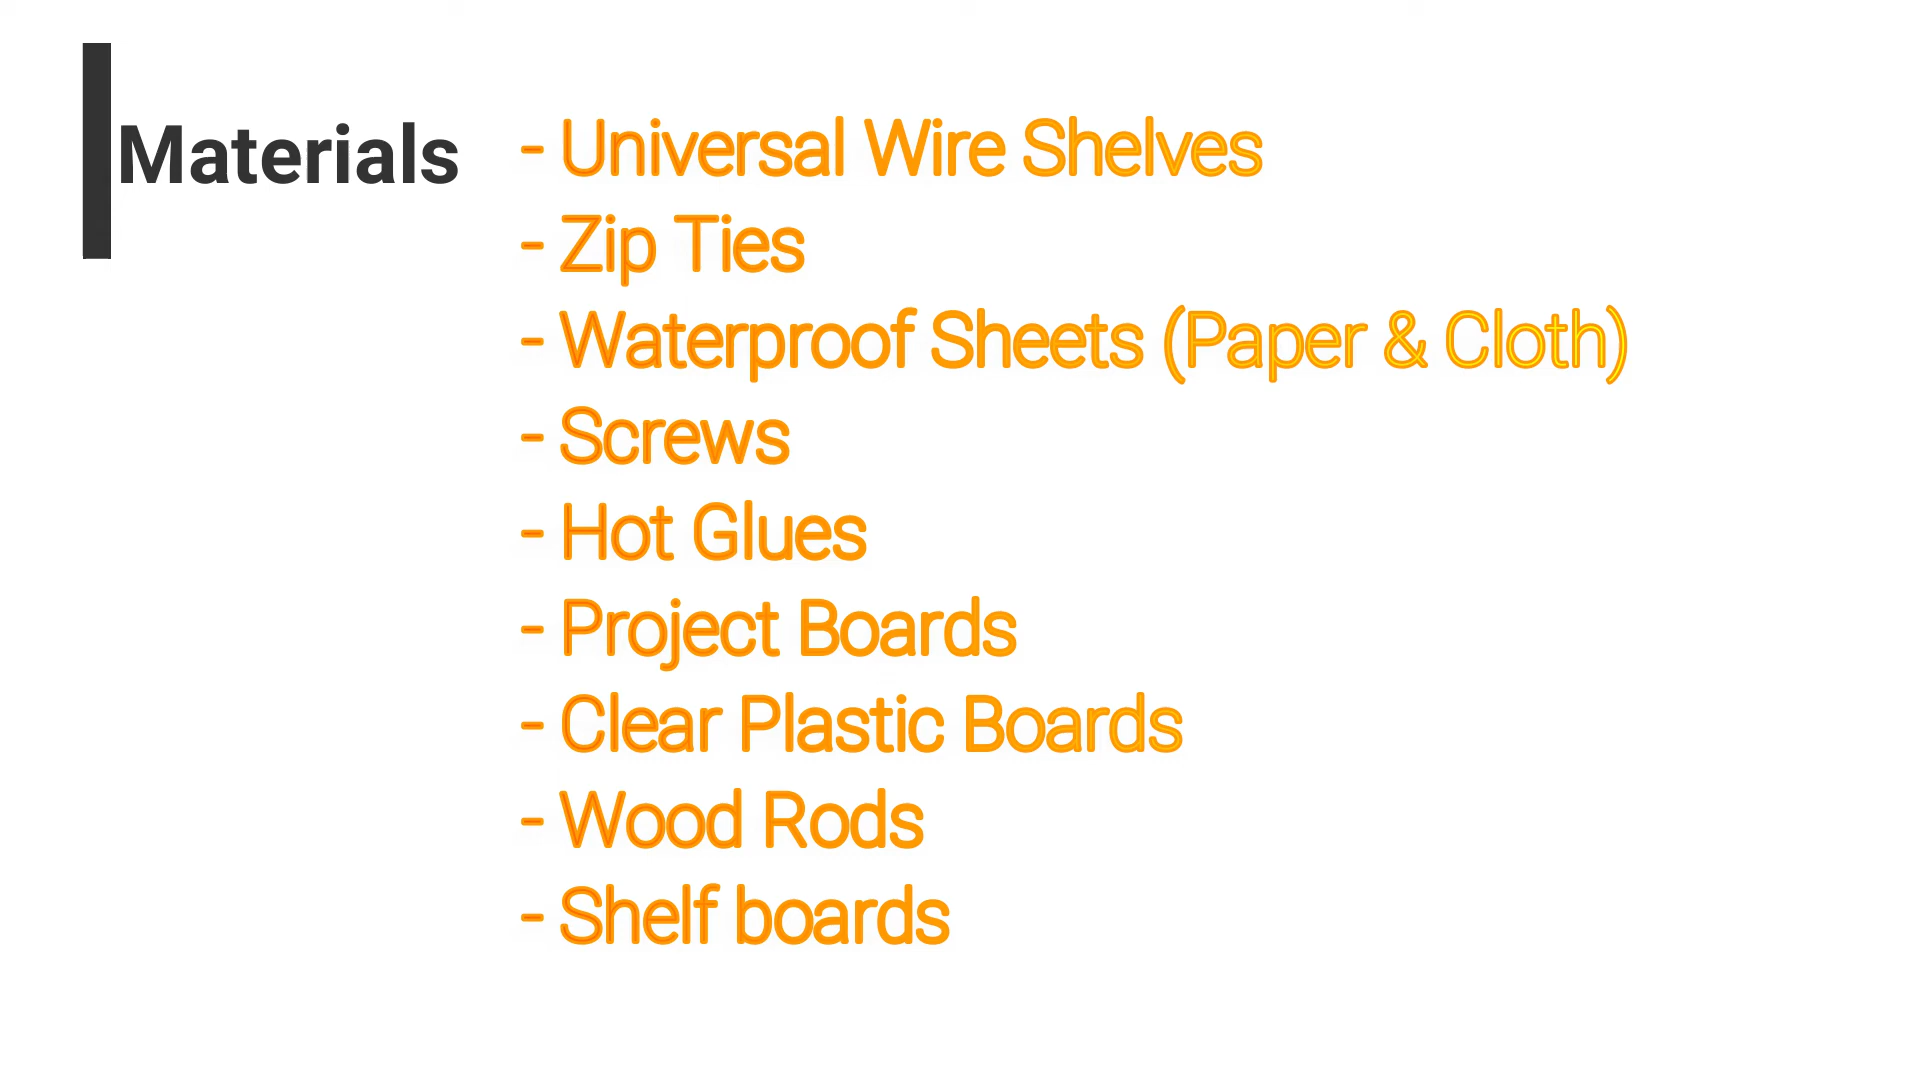 Materials
- Universal Wire Shelves
- Zip Ties
- Waterproof Sheets (Paper & Cloth)
- Screws
- Hot Glues
- Project Boards
- Clear Plastic Boards
- Wood Rods
- Shelf boards